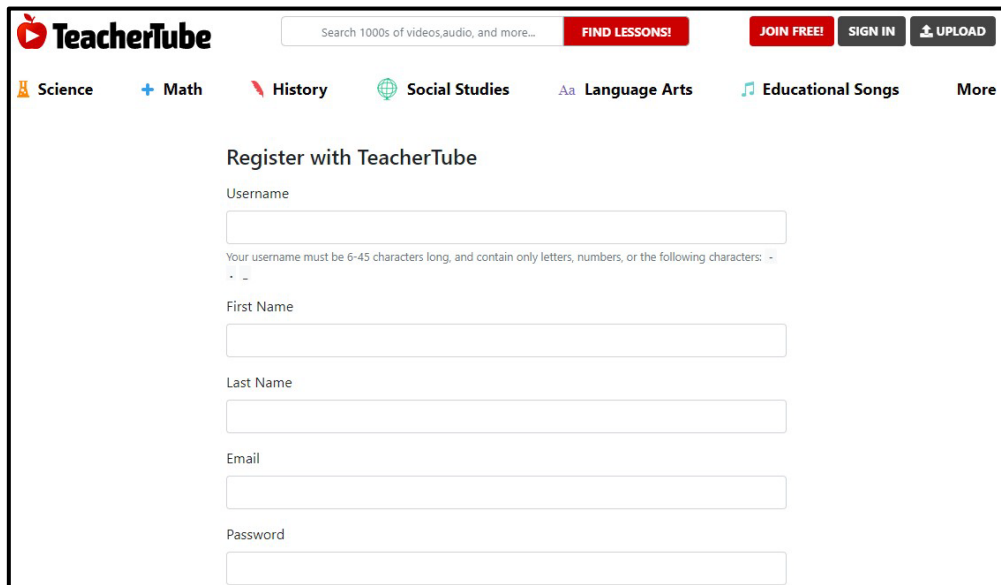 TeacherTube
Search 1000s of videos,audio, and more...
FIND LESSONS!
JOIN FREE!
SIGN IN
UPLOAD
Science
Math
History
Social Studies
Aa Language Arts
Educational Songs
More
Register with TeacherTube
Username
Your username must be 6-45 characters long, and contain only letters, numbers, or the following characters: -
. _
First Name
Last Name
Email
Password